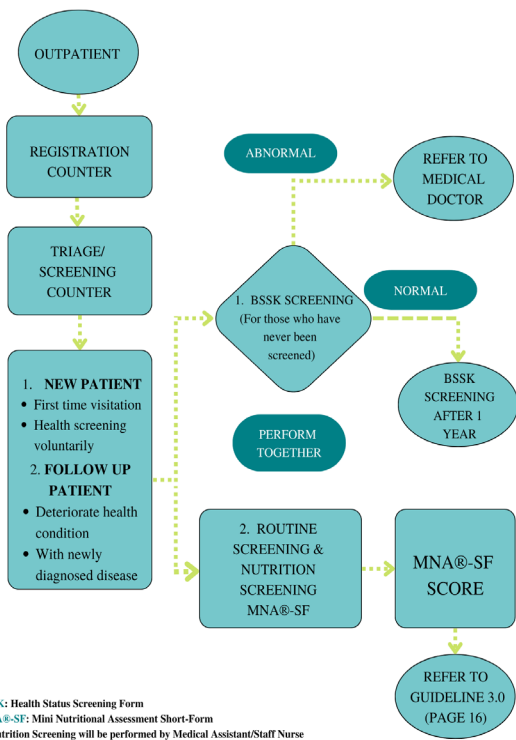 OUTPATIENT
REGISTRATION
COUNTER
TRIAGE/
SCREENING
COUNTER
1. NEW PATIENT
• First time visitation
• Health screening
voluntarily
2. FOLLOW UP
PATIENT
• Deteriorate health
condition
• With newly
diagnosed disease
ABNORMAL
REFER TO
MEDICAL
DOCTOR
1. BSSK SCREENING
(For those who have
never been
screened)
NORMAL
BSSK
SCREENING
AFTER 1
YEAR
PERFORM
TOGETHER
2. ROUTINE
SCREENING &
NUTRITION
SCREENING
MNA®-SF
MNA®-SF
SCORE
REFER TO
GUIDELINE 3.0
(PAGE 16)
K: Health Status Screening Form
A®-SF: Mini Nutritional Assessment Short-Form
utrition Screening will be performed by Medical Assistant/Staff Nurse